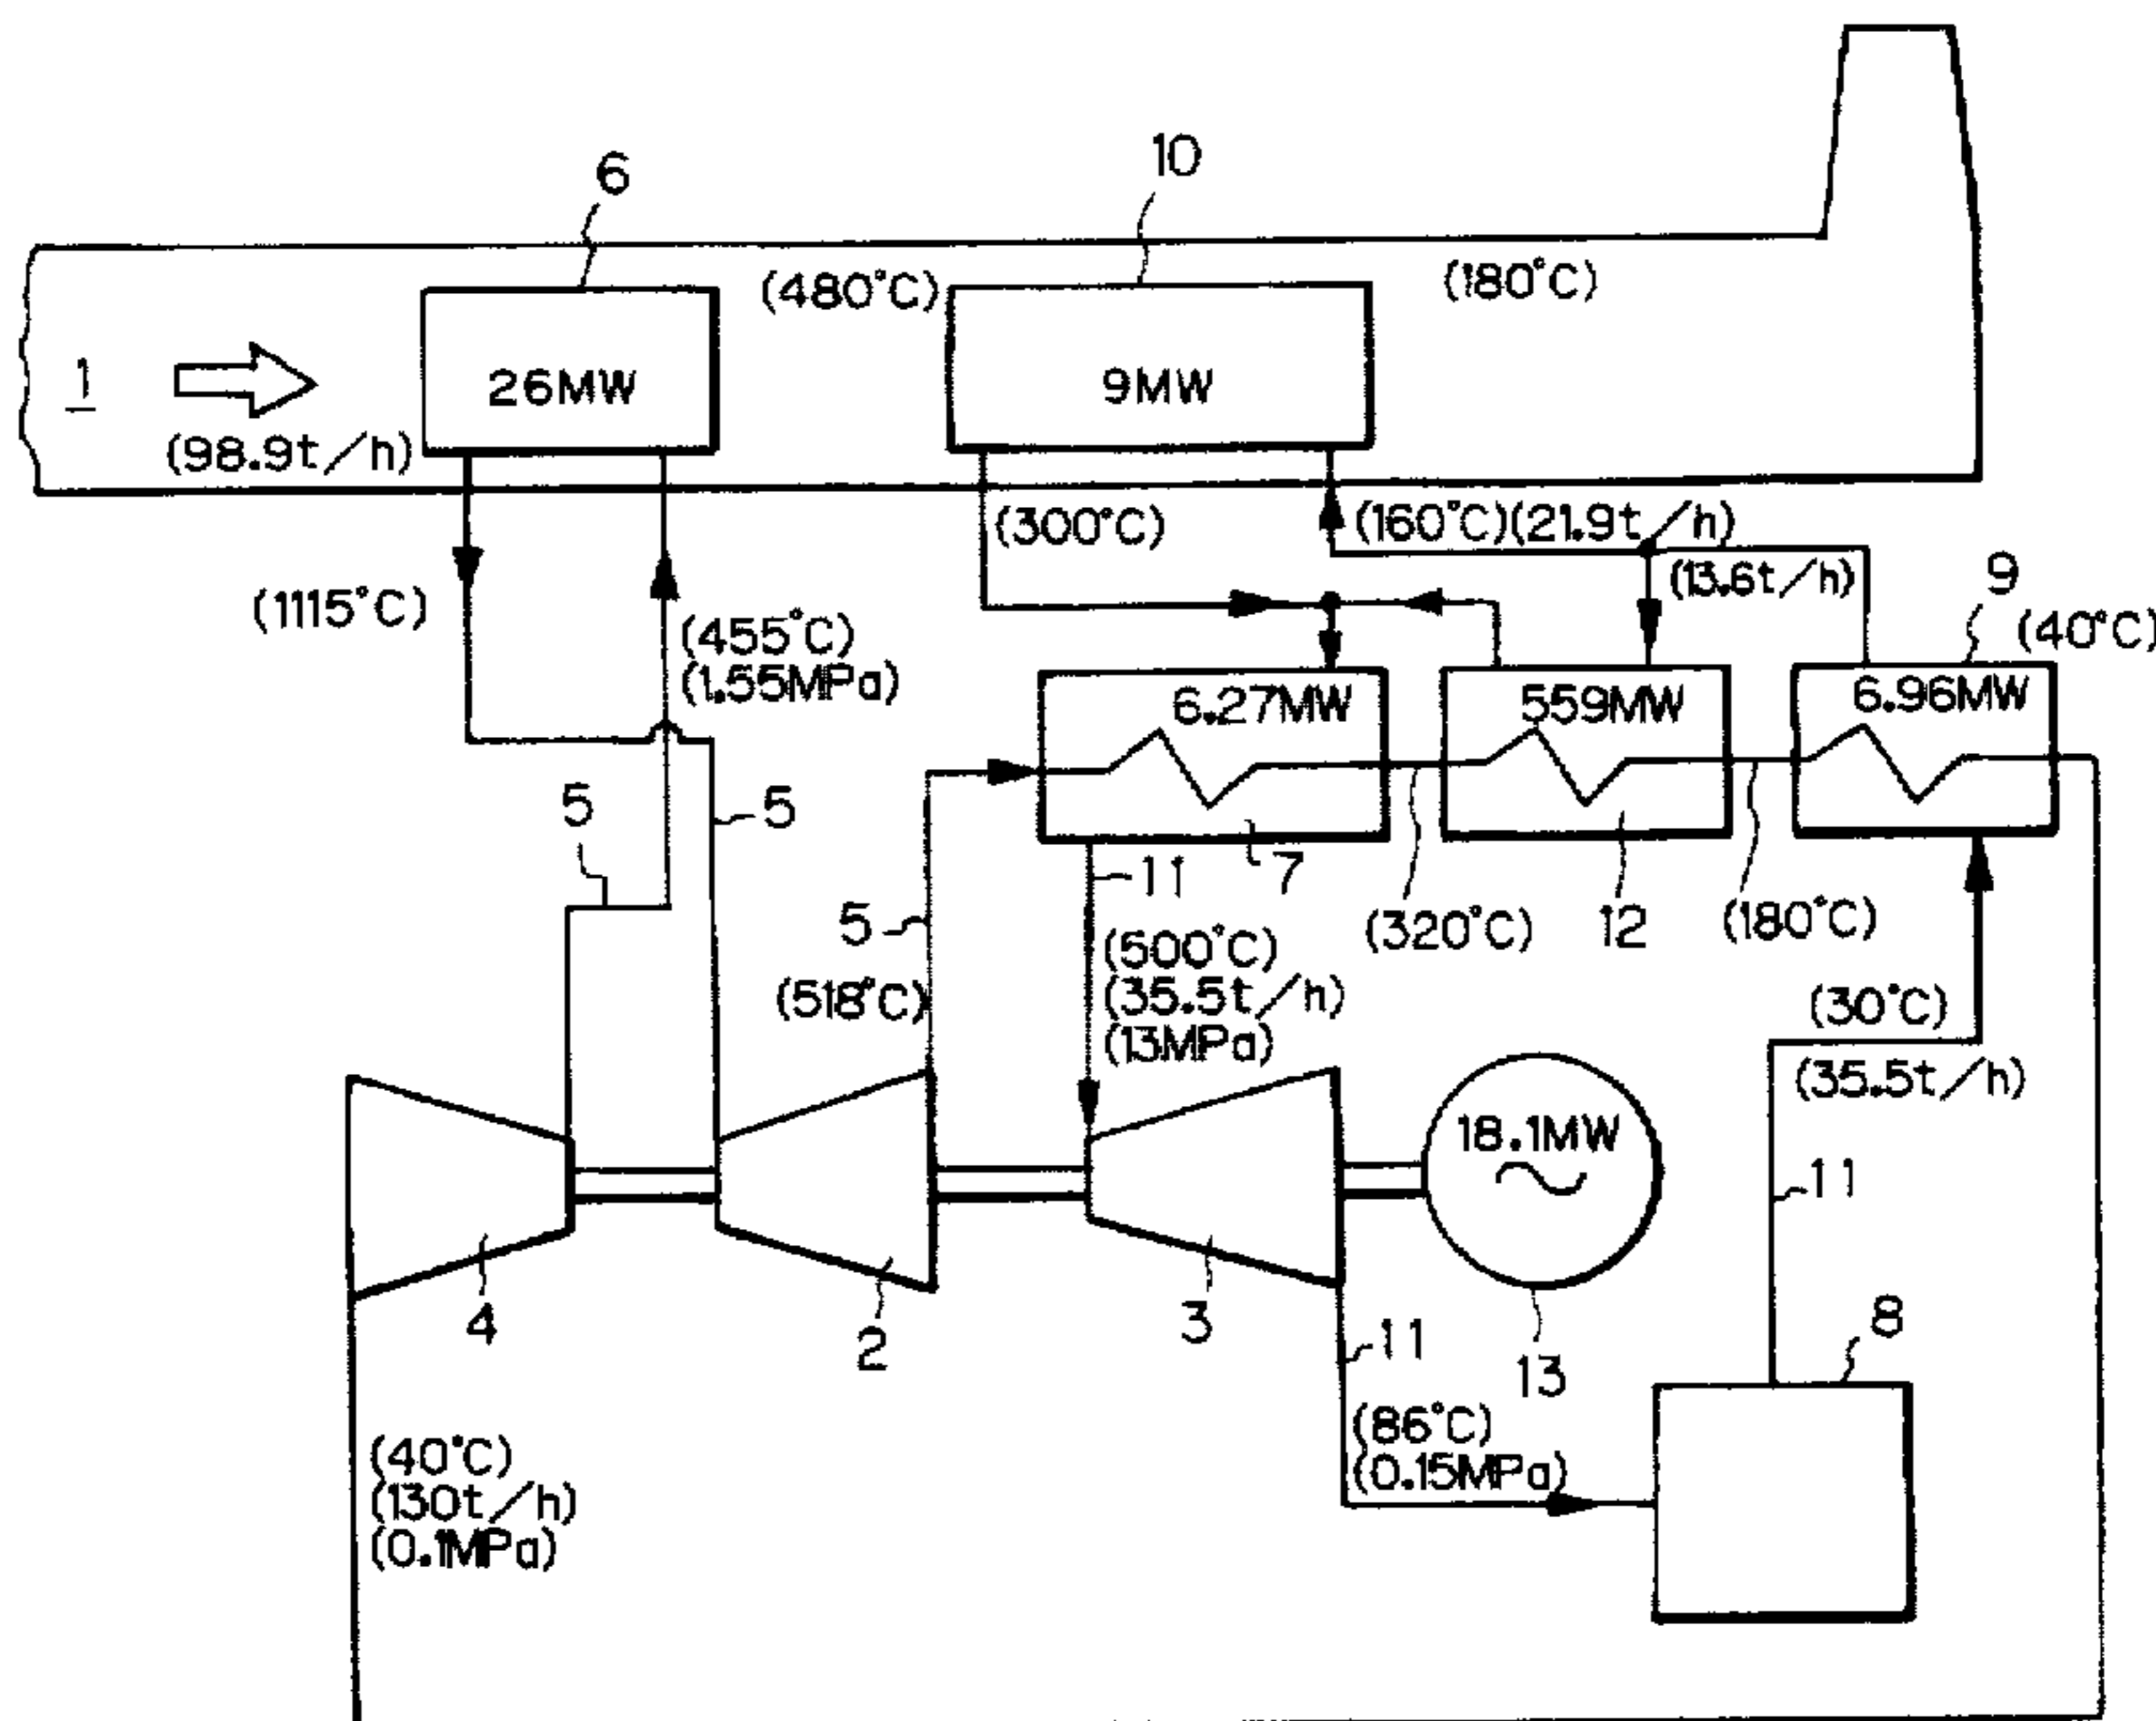 6
10
(480°C)
(180°C)
1
26MW
9MW
(98.9t/h)
(300°C)
(160°C)(21.9t/h)
(13.6t/h)
9
(40°C)
(1115°C)
(455°C)
(1.55MPa)
6.27MW
559MW
6.96MW
5
5
11
7
5
(320°C)
12
(180°C)
(500°C)
(35.5t/h)
(13MPa)
(518°C)
(30°C)
(35.5t/h)
18.1MW
11
4
2
3
13
11
8
(86°C)
(0.15MPa)
(40°C)
(130t/h)
(0.1MPa)